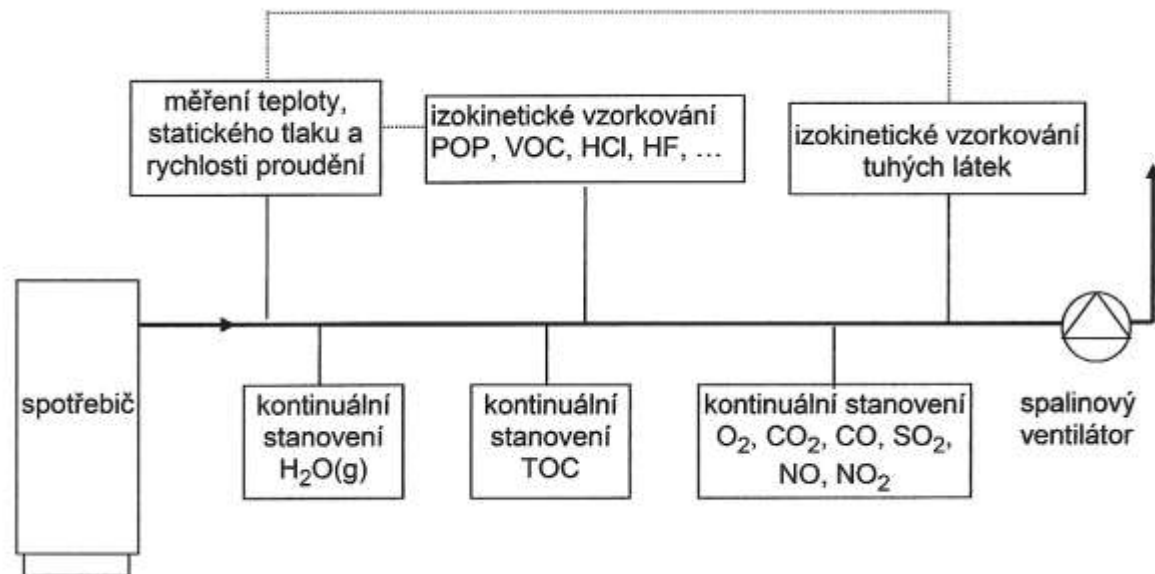 měření teploty,
statického tlaku a
rychlosti proudění
izokinetické vzorkování
POP, VOC, HCl, HF, …
izokinetické vzorkování
tuhých látek
spotřebič
kontinuální
stanovení
H₂O(g)
kontinuální
stanovení
TOC
kontinuální stanovení
O₂, CO₂, CO, SO₂,
NO, NO₂
spalinový
ventilátor